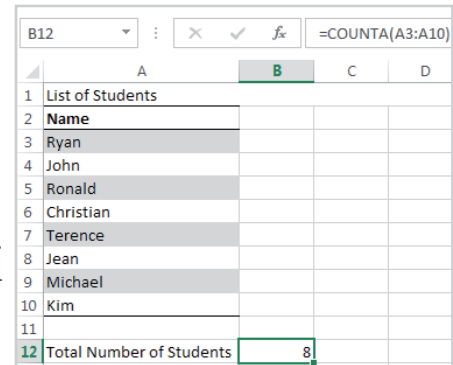 B12 fx =COUNTA(A3:A10)
A B C D
1 List of Students
2 Name
3 Ryan
4 John
5 Ronald
6 Christian
7 Terence
8 Jean
9 Michael
10 Kim
11
12 Total Number of Students 8